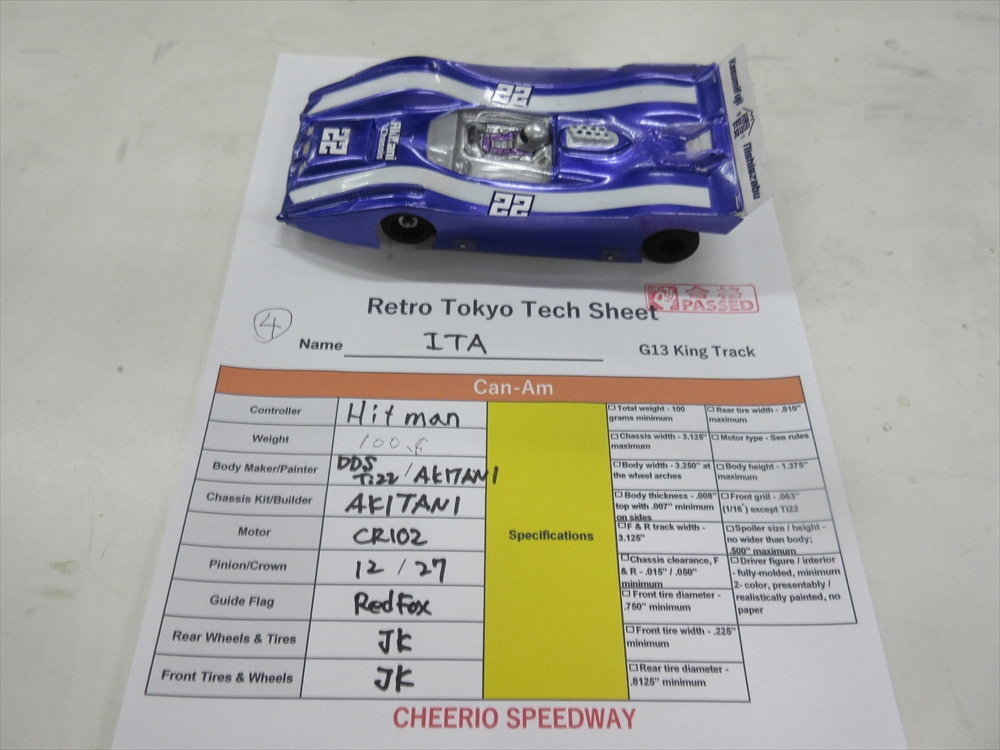 22
22
22
Kasumifuji
Nishiazabu
合格
PASSED
Retro Tokyo Tech Sheet
4
Name ITA
G13 King Track
Can-Am
Controller Hitman
Weight 100.8
Body Maker/Painter DDS Ti22 / AKITANI
Chassis Kit/Builder AKITANI
Motor CR102
Pinion/Crown 12 / 27
Guide Flag RedFox
Rear Wheels & Tires JK
Front Tires & Wheels JK
Specifications
Total weight - 100
grams minimum
Rear tire width - .810"
maximum
Chassis width - 3.125"
maximum
Motor type - See rules
Body width - 3.250" at
the wheel arches
Body height - 1.375"
maximum
Body thickness - .008"
top with .007" minimum
on sides
Front grill - .063"
(1/16") except Ti22
F & R track width -
3.125"
Spoiler size / height -
no wider than body;
.500" maximum
Chassis clearance, F
& R - .015" / .050"
minimum
Driver figure / interior
- fully-molded, minimum
2- color, presentably /
realistically painted, no
paper
Front tire diameter -
.750" minimum
Front tire width - .225"
minimum
Rear tire diameter -
.8125" minimum
CHEERIO SPEEDWAY